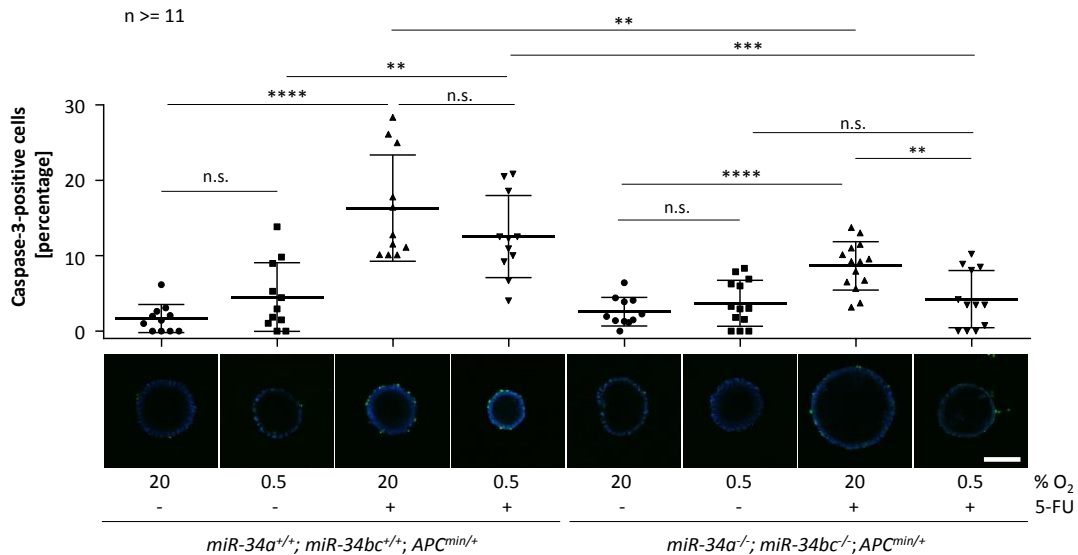 n >= 11
**
***
**
****
n.s.
n.s.
**
n.s.
****
n.s.
Caspase-3-positive cells
[percentage]
30
20
10
0
20 0.5 20 0.5 20 0.5 20 0.5 % O₂
- - + + - - + + 5-FU
miR-34a+/+; miR-34bc+/+; APCmin/+ miR-34a-/-; miR-34bc-/-; APCmin/+